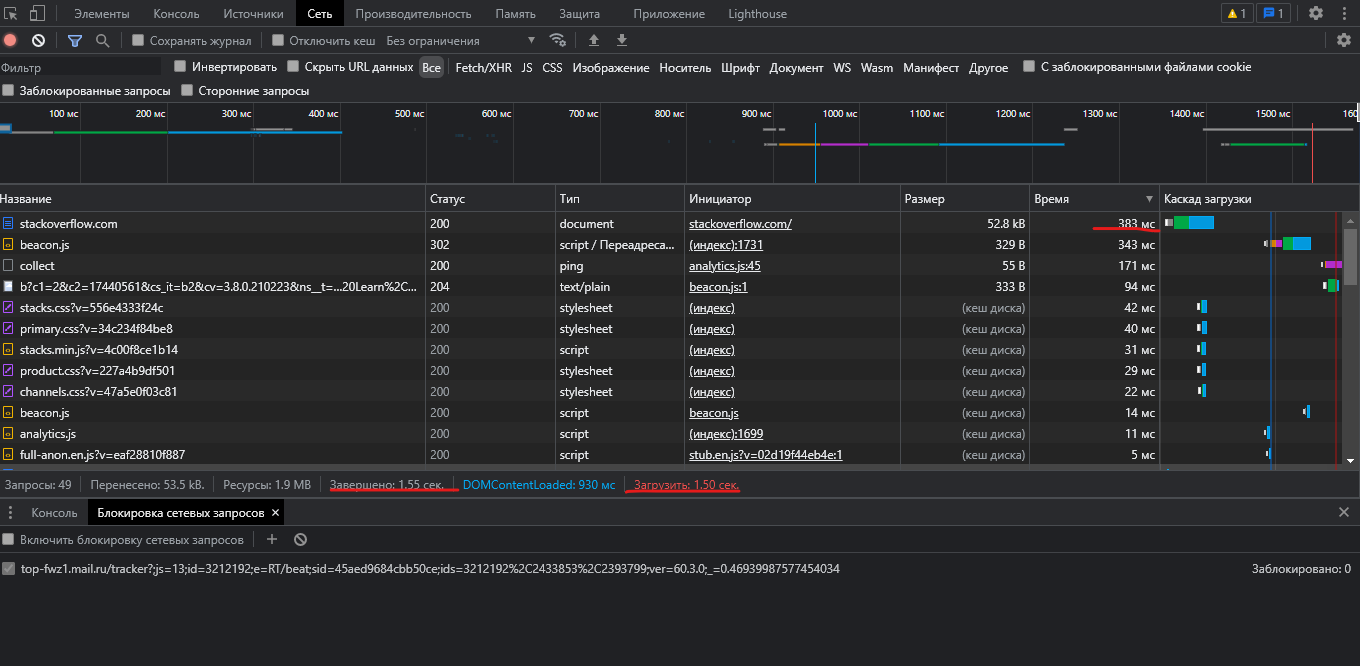 Элементы Консоль Источники Сеть Производительность Память Защита Приложение Lighthouse 1 1
Сохранять журнал Отключить кеш Без ограничения
Фильтр Инвертировать Скрыть URL данных Все Fetch/XHR JS CSS Изображение Носитель Шрифт Документ WS Wasm Манифест Другое С заблокированными файлами cookie
Заблокированные запросы Сторонние запросы
100 мс 200 мс 300 мс 400 мс 500 мс 600 мс 700 мс 800 мс 900 мс 1000 мс 1100 мс 1200 мс 1300 мс 1400 мс 1500 мс 160
Название Статус Тип Инициатор Размер Время Каскад загрузки
stackoverflow.com 200 document stackoverflow.com/ 52.8 kB 383 мс
beacon.js 302 script / Переадреса... (индекс):1731 329 B 343 мс
collect 200 ping analytics.js:45 55 B 171 мс
b?c1=2&c2=17440561&cs_it=b2&cv=3.8.0.210223&ns__t=...20Learn%2C... 204 text/plain beacon.js:1 333 B 94 мс
stacks.css?v=556e4333f24c 200 stylesheet (индекс) (кеш диска) 42 мс
primary.css?v=34c234f84be8 200 stylesheet (индекс) (кеш диска) 40 мс
stacks.min.js?v=4c00f8ce1b14 200 script (индекс) (кеш диска) 31 мс
product.css?v=227a4b9df501 200 stylesheet (индекс) (кеш диска) 29 мс
channels.css?v=47a5e0f03c81 200 stylesheet (индекс) (кеш диска) 22 мс
beacon.js 200 script beacon.js (кеш диска) 14 мс
analytics.js 200 script (индекс):1699 (кеш диска) 11 мс
full-anon.en.js?v=eaf28810f887 200 script stub.en.js?v=02d19f44eb4e:1 (кеш диска) 5 мс
Запросы: 49 Перенесено: 53.5 kB. Ресурсы: 1.9 MB Завершено: 1.55 сек. DOMContentLoaded: 930 мс Загрузить: 1.50 сек.
Консоль Блокировка сетевых запросов
Включить блокировку сетевых запросов
top-fwz1.mail.ru/tracker?;js=13;id=3212192;e=RT/beat;sid=45aed9684cbb50ce;ids=3212192%2C2433853%2C2393799;ver=60.3.0;_=0.46939987577454034 Заблокировано: 0